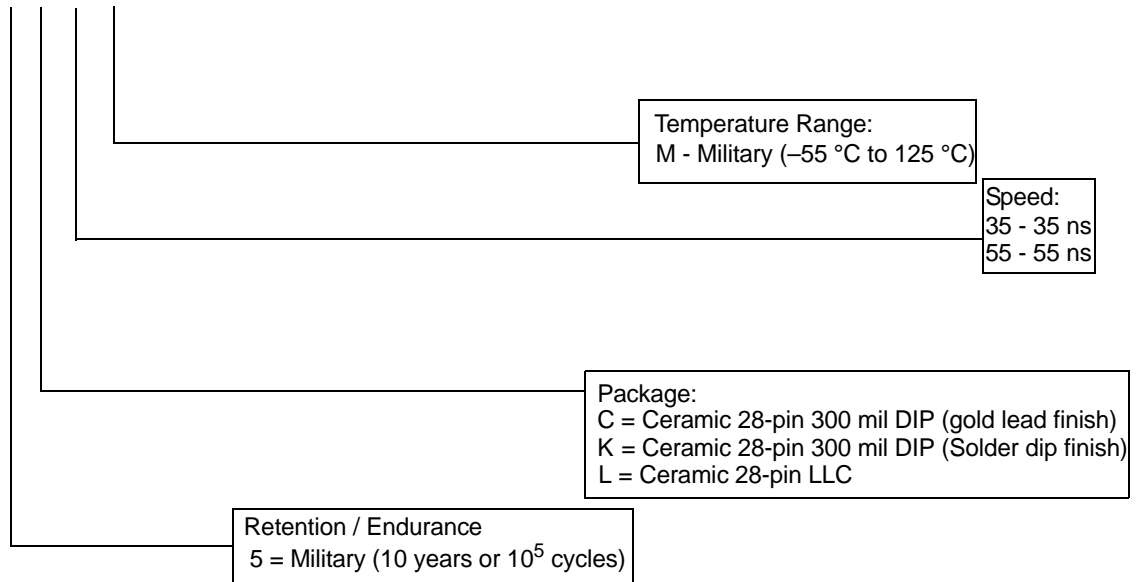 Temperature Range:
M - Military (–55 °C to 125 °C)
Speed:
35 - 35 ns
55 - 55 ns
Package:
C = Ceramic 28-pin 300 mil DIP (gold lead finish)
K = Ceramic 28-pin 300 mil DIP (Solder dip finish)
L = Ceramic 28-pin LLC
Retention / Endurance
5 = Military (10 years or 10⁵ cycles)